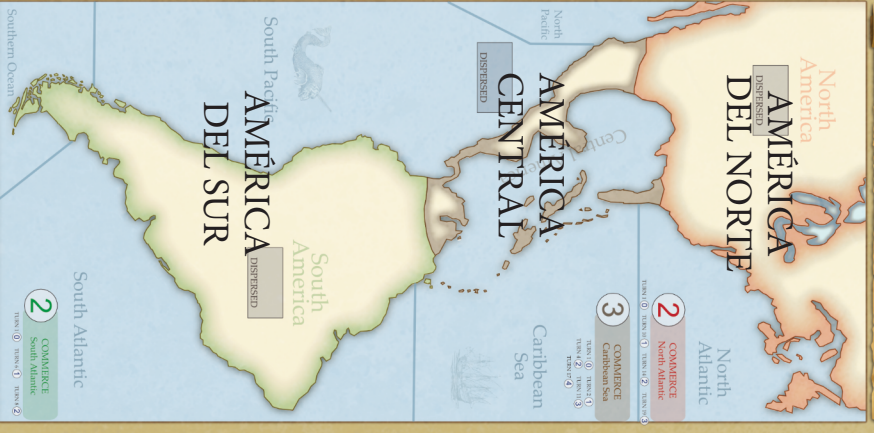 North
America
DISPERSED
AMÉRICA
DEL NORTE
North
Atlantic
2
COMMERCE
North Atlantic
3
COMMERCE
Caribbean Sea
North
Pacific
DISPERSED
Central
AMÉRICA
CENTRAL
Caribbean
Sea
South Pacific
South
America
AMÉRICA
DEL SUR
DISPERSED
South Atlantic
2
COMMERCE
South Atlantic
Southern Ocean